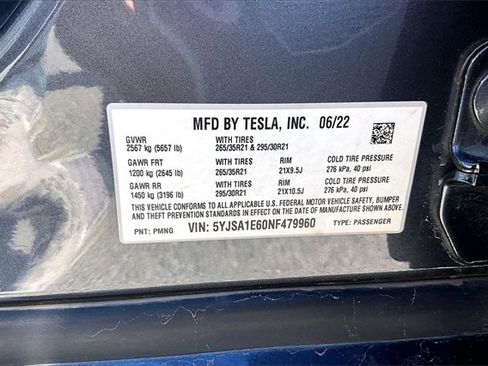 MFD BY TESLA, INC. 06/22
GVWR TIRES
2567 kg (5657 lb) 265/35R21 & 295/30R21
GAWR FRT TIRES RIM COLD TIRE PRESSURE
1200 kg (2645 lb) 265/35R21 21X9.5J 276 kPa, 40 psi
GAWR RR TIRES RIM COLD TIRE PRESSURE
1450 kg (3196 lb) 295/30R21 21X10.5J 276 kPa, 40 psi
THIS VEHICLE CONFORMS TO ALL APPLICABLE U.S. FEDERAL MOTOR VEHICLE SAFETY, BUMPER
AND THEFT PREVENTION STANDARDS IN EFFECT ON THE DATE OF MANUFACTURE SHOWN ABOVE.
PNT: PMNG VIN: 5YJSA1E60NF479960 TYPE: PASSENGER